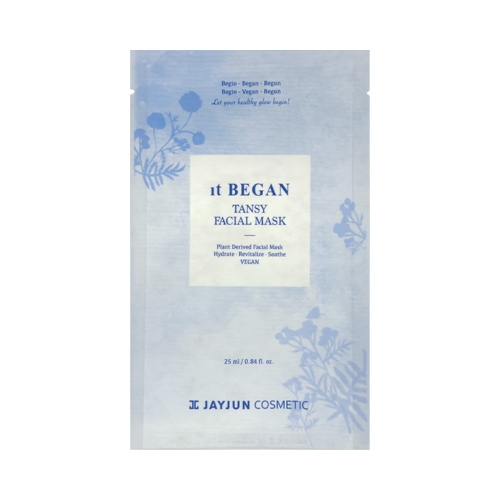 Begin - Began - Begun
Begin - Vegan - Begun
Let your healthy glow begin!
ıt BEGAN
TANSY
FACIAL MASK
Plant Derived Facial Mask
Hydrate · Revitalize · Soothe
VEGAN
25 ml / 0.84 fl. oz.
JAYJUN COSMETIC